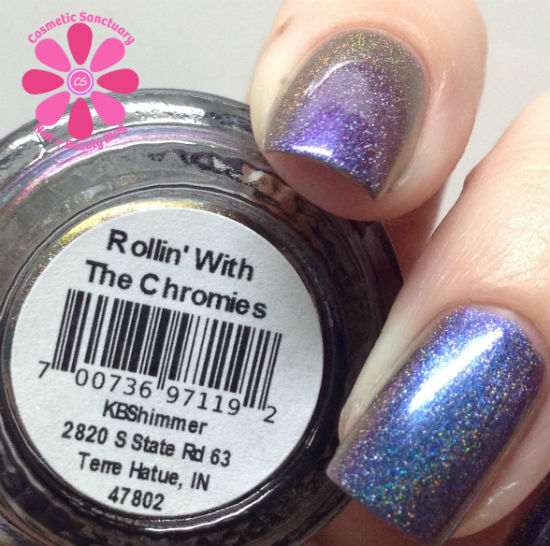 Cosmetic Sanctuary
CS
Rollin' With
The Chromies
7 00736 97119 2
KBShimmer
2820 S State Rd 63
Terre Hatue, IN
47802